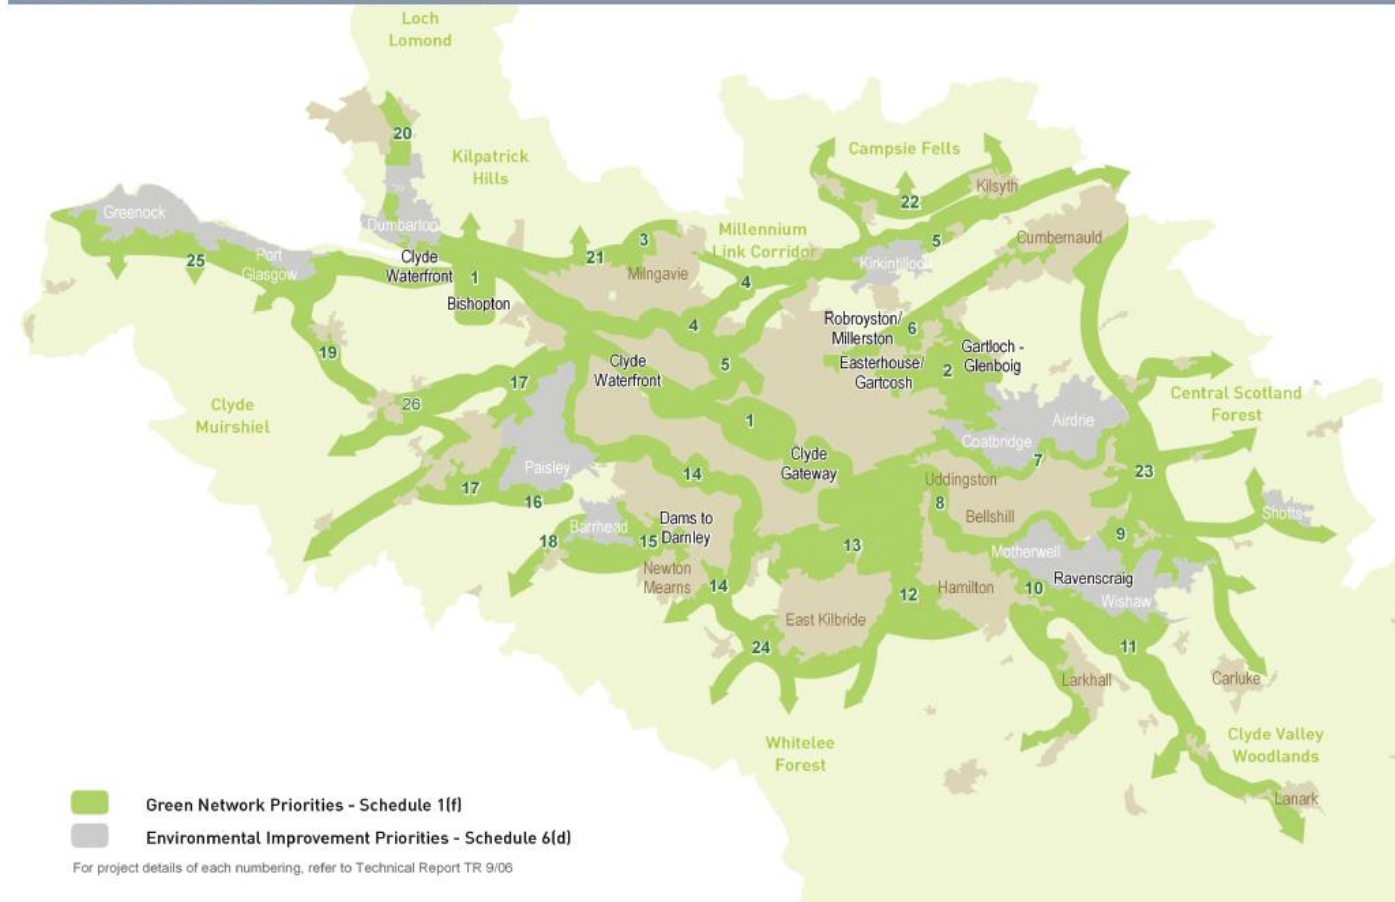 Loch
Lomond
20
Kilpatrick
Hills
Campsie Fells
Kilsyth
22
Greenock
Dumbarton
Millennium
Link Corridor
3
5
Cumbernauld
25
Port
Glasgow
Clyde
Waterfront
1
21
Milngavie
4
Kirkintilloch
Bishopton
19
4
Robroyston/
Millerston
6
Gartloch -
Glenboig
Clyde
Waterfront
5
Easterhouse/
Gartcosh
2
17
26
Clyde
Muirshiel
Central Scotland
Forest
1
Airdrie
Coatbridge
7
Clyde
Gateway
Paisley
14
23
17
16
Uddingston
8
Bellshill
Shotts
Barrhead
Dams to
Darnley
18
15
13
9
Motherwell
Newton
Mearns
14
12
Hamilton
10
Ravenscraig
Wishaw
East Kilbride
24
11
Larkhall
Carluke
Whitelee
Forest
Clyde Valley
Woodlands
Lanark
Green Network Priorities - Schedule 1(f)
Environmental Improvement Priorities - Schedule 6(d)
For project details of each numbering, refer to Technical Report TR 9/06